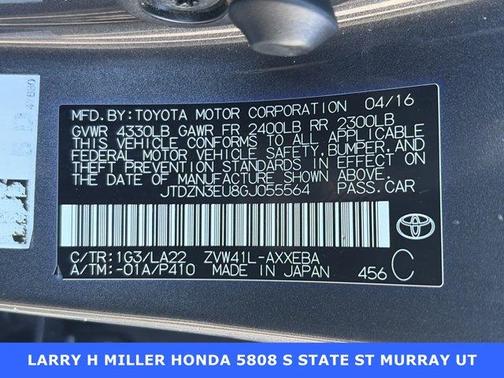 MFD. BY: TOYOTA MOTOR CORPORATION 04/16
GVWR 4330LB GAWR FR 2400LB RR 2300LB
THIS VEHICLE CONFORMS TO ALL APPLICABLE
FEDERAL MOTOR VEHICLE SAFETY, BUMPER, AND
THEFT PREVENTION STANDARDS IN EFFECT ON
THE DATE OF MANUFACTURE SHOWN ABOVE.
JTDZN3EU8GJ055564 PASS. CAR
C/TR: 1G3/LA22 ZVW41L-AXXEBA
A/TM: -01A/P410 MADE IN JAPAN 456 C
LARRY H MILLER HONDA 5808 S STATE ST MURRAY UT